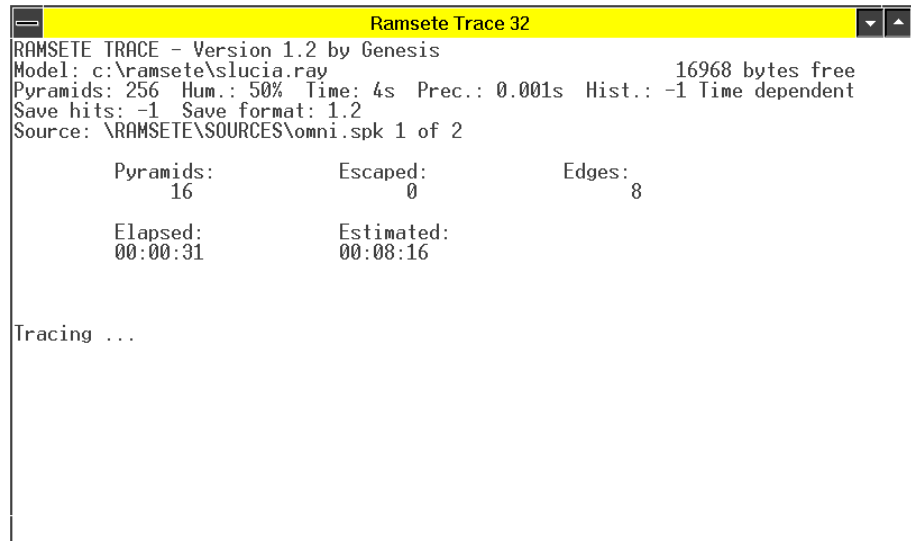 Ramsete Trace 32
RAMSETE TRACE - Version 1.2 by Genesis
Model: c:\ramsete\slucia.ray 16968 bytes free
Pyramids: 256 Hum.: 50% Time: 4s Prec.: 0.001s Hist.: -1 Time dependent
Save hits: -1 Save format: 1.2
Source: \RAMSETE\SOURCES\omni.spk 1 of 2
Pyramids: Escaped: Edges:
16 0 8
Elapsed: Estimated:
00:00:31 00:08:16
Tracing ...